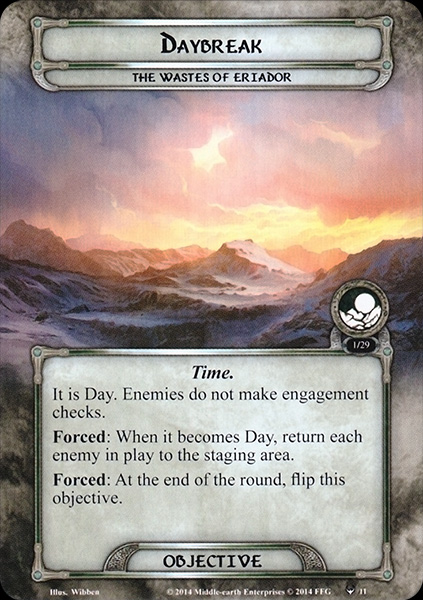 Daybreak
The Wastes of Eriador
1/29
Time.
It is Day. Enemies do not make engagement
checks.
Forced: When it becomes Day, return each
enemy in play to the staging area.
Forced: At the end of the round, flip this
objective.
Objective
Illus. Wibben © 2014 Middle-earth Enterprises © 2014 FFG 11